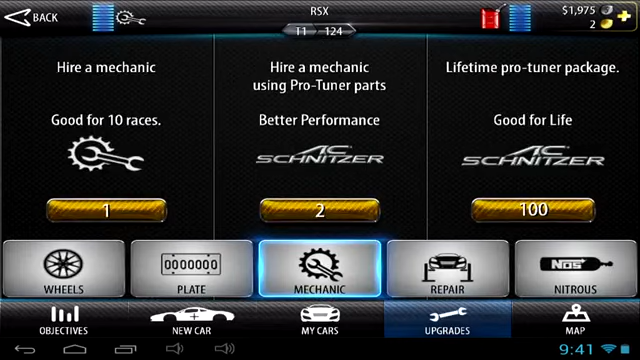 BACK
RSX
T1 124
$1,975
2
Hire a mechanic
Good for 10 races.
1
Hire a mechanic
using Pro-Tuner parts
Better Performance
AC
SCHNITZER
2
Lifetime pro-tuner package.
Good for Life
AC
SCHNITZER
100
WHEELS
0000000
PLATE
MECHANIC
REPAIR
NOS
NITROUS
OBJECTIVES
NEW CAR
MY CARS
UPGRADES
MAP
9:41